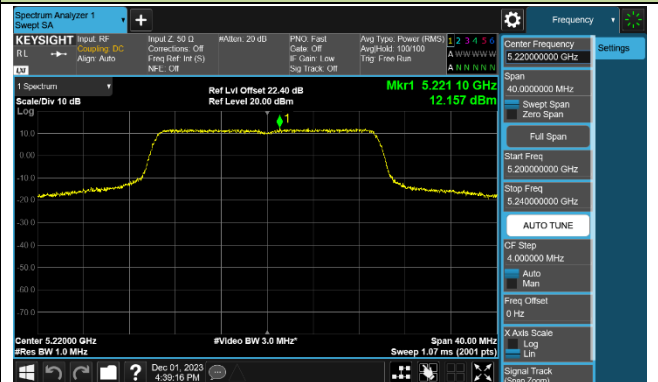 Spectrum Analyzer 1
Swept SA
Frequency
KEYSIGHT Input: RF
RL
Coupling: DC
Align: Auto
LXI
Input Z: 50 Ω
Corrections: Off
Freq Ref: Int (S)
NFE: Off
#Atten: 20 dB
PNO: Fast
Gate: Off
IF Gain: Low
Sig Track: Off
Avg Type: Power (RMS)
Avg|Hold: 100/100
Trig: Free Run
1 2 3 4 5 6
A W W W W W
A N N N N N
1 Spectrum
Scale/Div 10 dB
Log
Ref Lvl Offset 22.40 dB
Ref Level 20.00 dBm
Mkr1 5.221 10 GHz
12.157 dBm
1
10.0
0.00
-10.0
-20.0
-30.0
-40.0
-50.0
-60.0
-70.0
Center 5.22000 GHz
#Res BW 1.0 MHz
#Video BW 3.0 MHz*
Span 40.00 MHz
Sweep 1.07 ms (2001 pts)
Dec 01, 2023
4:39:16 PM
Center Frequency
5.220000000 GHz
Settings
Span
40.0000000 MHz
Swept Span
Zero Span
Full Span
Start Freq
5.200000000 GHz
Stop Freq
5.240000000 GHz
AUTO TUNE
CF Step
4.000000 MHz
Auto
Man
Freq Offset
0 Hz
X Axis Scale
Log
Lin
Signal Track
(Span Zoom)